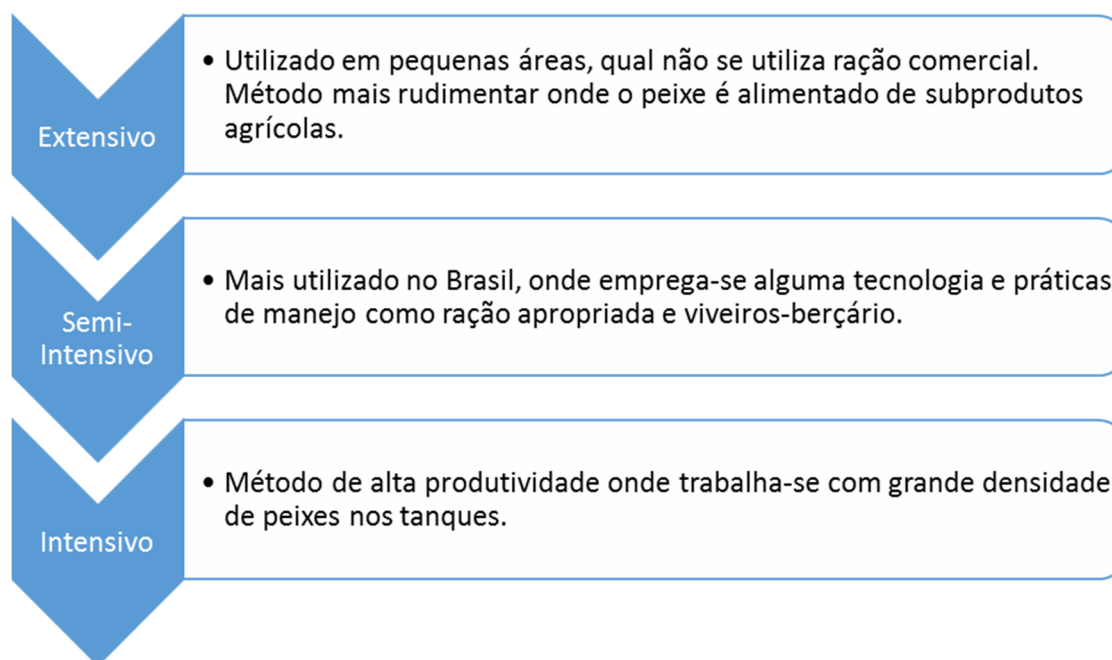 Extensivo
• Utilizado em pequenas áreas, qual não se utiliza ração comercial.
Método mais rudimentar onde o peixe é alimentado de subprodutos
agrícolas.
Semi-
Intensivo
• Mais utilizado no Brasil, onde emprega-se alguma tecnologia e práticas
de manejo como ração apropriada e viveiros-berçário.
Intensivo
• Método de alta produtividade onde trabalha-se com grande densidade
de peixes nos tanques.